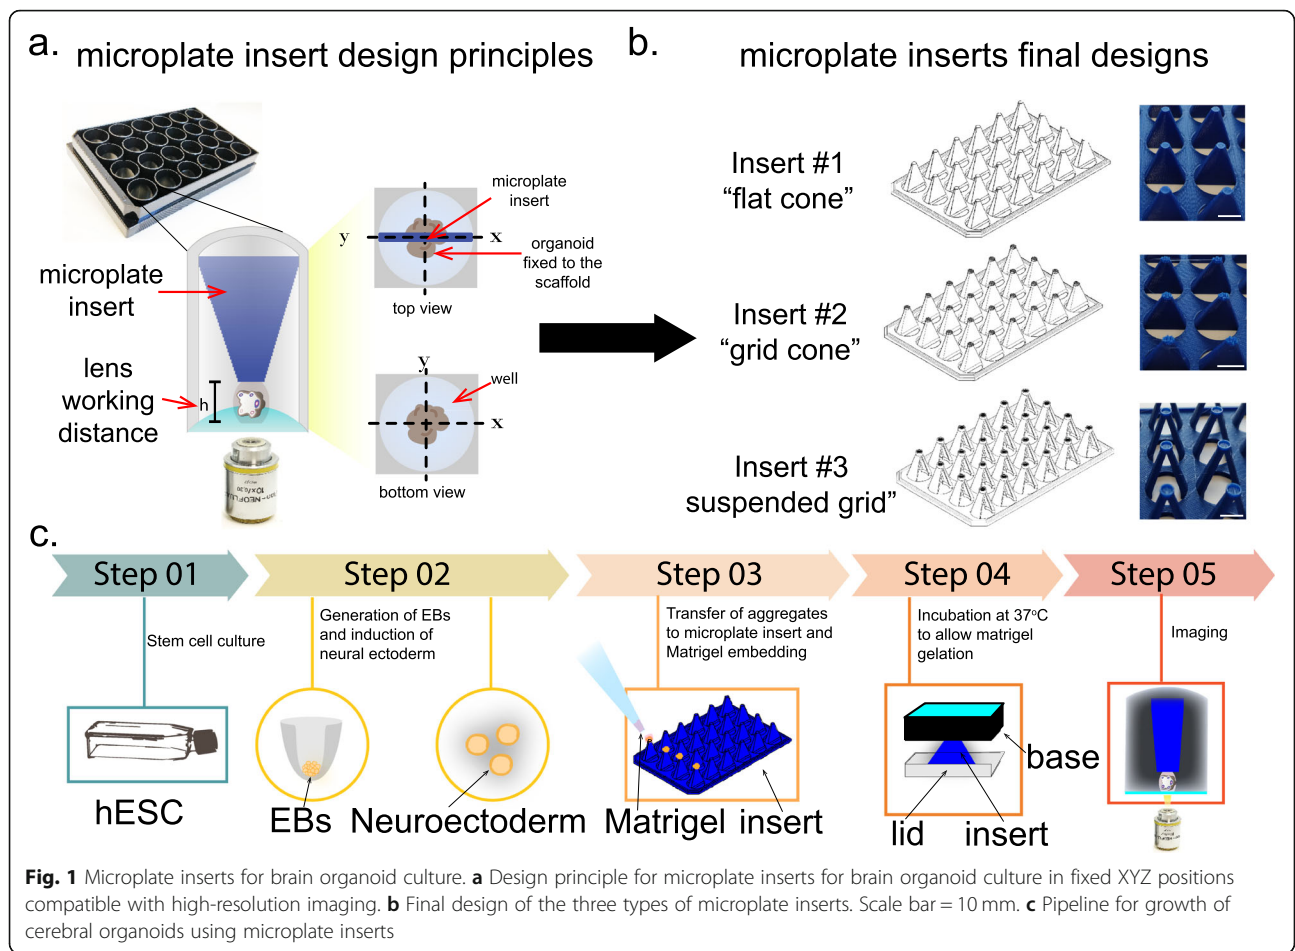 a. microplate insert design principles
microplate
insert
lens
working
distance
h
microplate
insert
y
x
organoid
fixed to the
scaffold
top view
y
well
x
bottom view
10x/0,30
b. microplate inserts final designs
Insert #1
“flat cone”
Insert #2
“grid cone”
Insert #3
suspended grid”
c.
Step 01
Step 02
Step 03
Step 04
Step 05
Stem cell culture
Generation of EBs
and induction of
neural ectoderm
Transfer of aggregates
to microplate insert and
Matrigel embedding
Incubation at 37°C
to allow matrigel
gelation
Imaging
hESC
EBs
Neuroectoderm
Matrigel
insert
base
lid
insert
Fig. 1 Microplate inserts for brain organoid culture. a Design principle for microplate inserts for brain organoid culture in fixed XYZ positions
compatible with high-resolution imaging. b Final design of the three types of microplate inserts. Scale bar = 10 mm. c Pipeline for growth of
cerebral organoids using microplate inserts